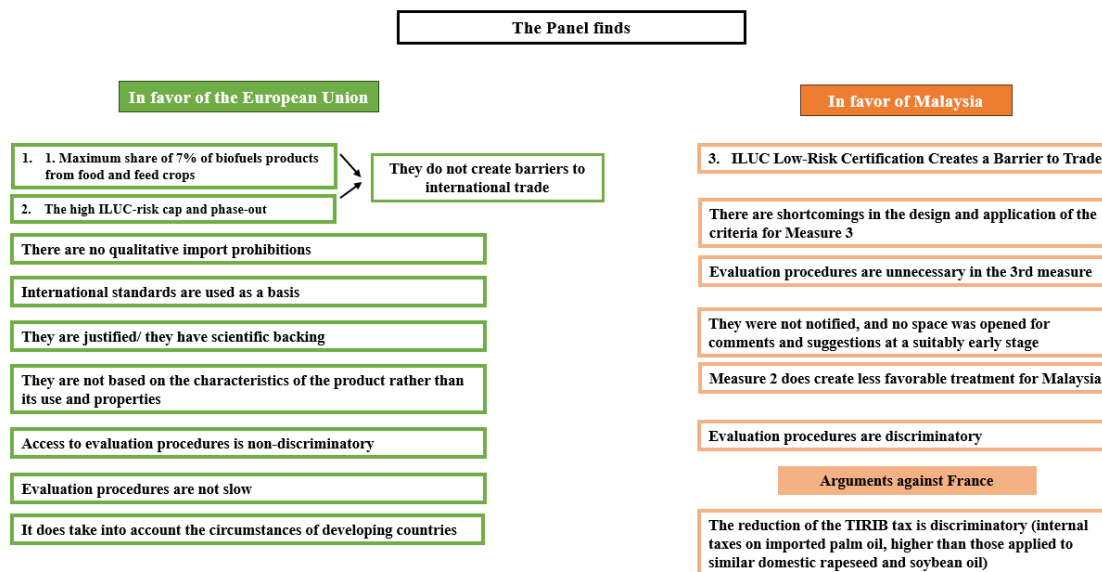 The Panel finds
In favor of the European Union
1. 1. Maximum share of 7% of biofuels products
from food and feed crops
2. The high ILUC-risk cap and phase-out
They do not create barriers to
international trade
There are no qualitative import prohibitions
International standards are used as a basis
They are justified/ they have scientific backing
They are not based on the characteristics of the product rather than
its use and properties
Access to evaluation procedures is non-discriminatory
Evaluation procedures are not slow
It does take into account the circumstances of developing countries
In favor of Malaysia
3. ILUC Low-Risk Certification Creates a Barrier to Trade
There are shortcomings in the design and application of the
criteria for Measure 3
Evaluation procedures are unnecessary in the 3rd measure
They were not notified, and no space was opened for
comments and suggestions at a suitably early stage
Measure 2 does create less favorable treatment for Malaysia
Evaluation procedures are discriminatory
Arguments against France
The reduction of the TIRIB tax is discriminatory (internal
taxes on imported palm oil, higher than those applied to
similar domestic rapeseed and soybean oil)